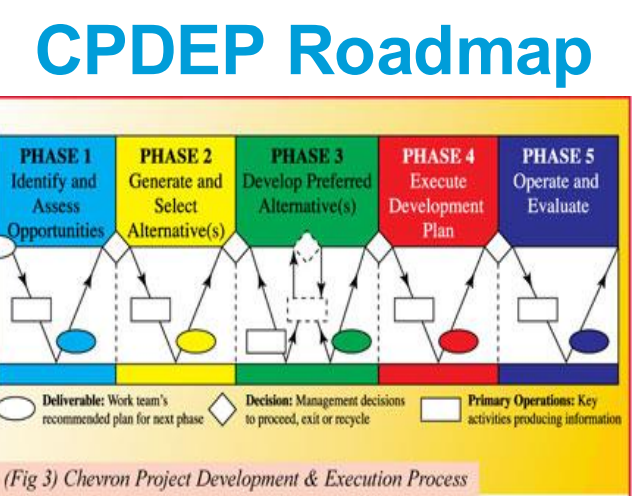 CPDEP Roadmap
PHASE 1
Identify and
Assess
Opportunities
PHASE 2
Generate and
Select
Alternative(s)
PHASE 3
Develop Preferred
Alternative(s)
PHASE 4
Execute
Development
Plan
PHASE 5
Operate and
Evaluate
Deliverable: Work team's
recommended plan for next phase
Decision: Management decisions
to proceed, exit or recycle
Primary Operations: Key
activities producing information
(Fig 3) Chevron Project Development & Execution Process